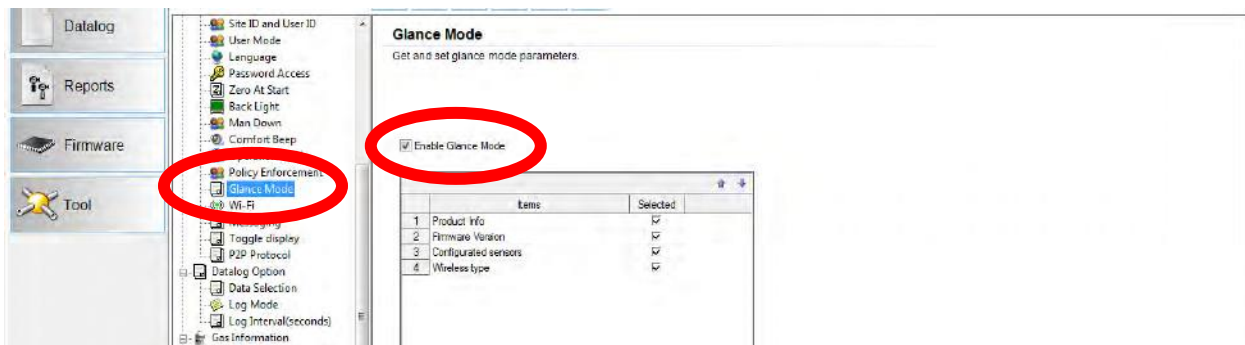 Datalog
Reports
Firmware
Tool
Site ID and User ID
User Mode
Language
Password Access
Zero At Start
Back Light
Man Down
Comfort Beep
Policy Enforcement
Glance Mode
Wi-Fi
Messaging
Toggle display
P2P Protocol
Datalog Option
Data Selection
Log Mode
Log Interval(seconds)
Gas Information
Glance Mode
Get and set glance mode parameters.
Enable Glance Mode
Items Selected
1 Product Info
2 Firmware Version
3 Configurated sensors
4 Wireless type